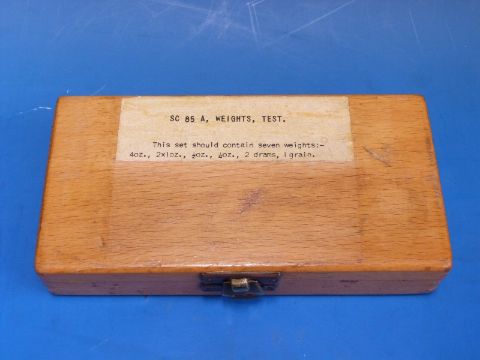 SC 85 A, WEIGHTS, TEST.
This set should contain seven weights:-
4oz., 2x1oz., ½oz., ¼oz., 2 drams, 1 grain.